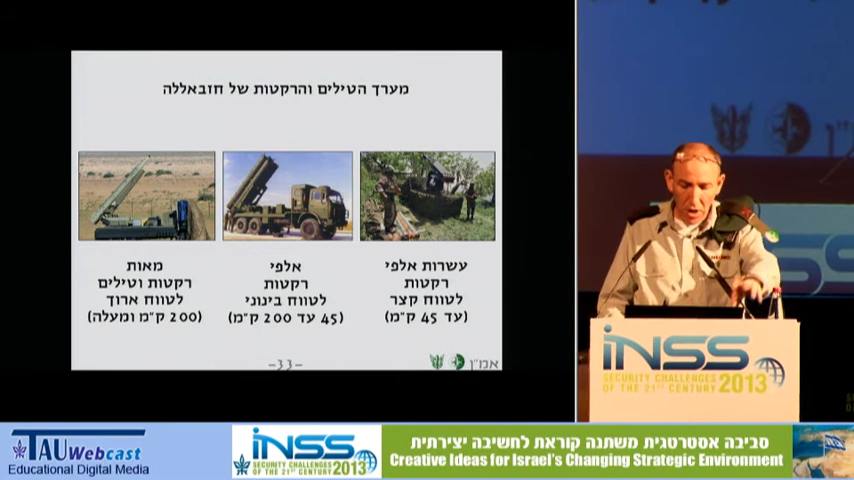 מערך הטילים והרקטות של חזבאללה
עשרות אלפי
רקטות
לטווח קצר
(עד 45 ק"מ)
אלפי
רקטות
לטווח בינוני
(45 עד 200 ק"מ)
מאות
רקטות וטילים
לטווח ארוך
(200 ק"מ ומעלה)
-33-
אמ"ן
INSS
iNSS
SECURITY CHALLENGES
OF THE 21ST CENTURY 2013
TAU Webcast
Educational Digital Media
iNSS
SECURITY CHALLENGES
OF THE 21ST CENTURY 2013
סביבה אסטרטגית משתנה קוראת לחשיבה יצירתית
Creative Ideas for Israel's Changing Strategic Environment